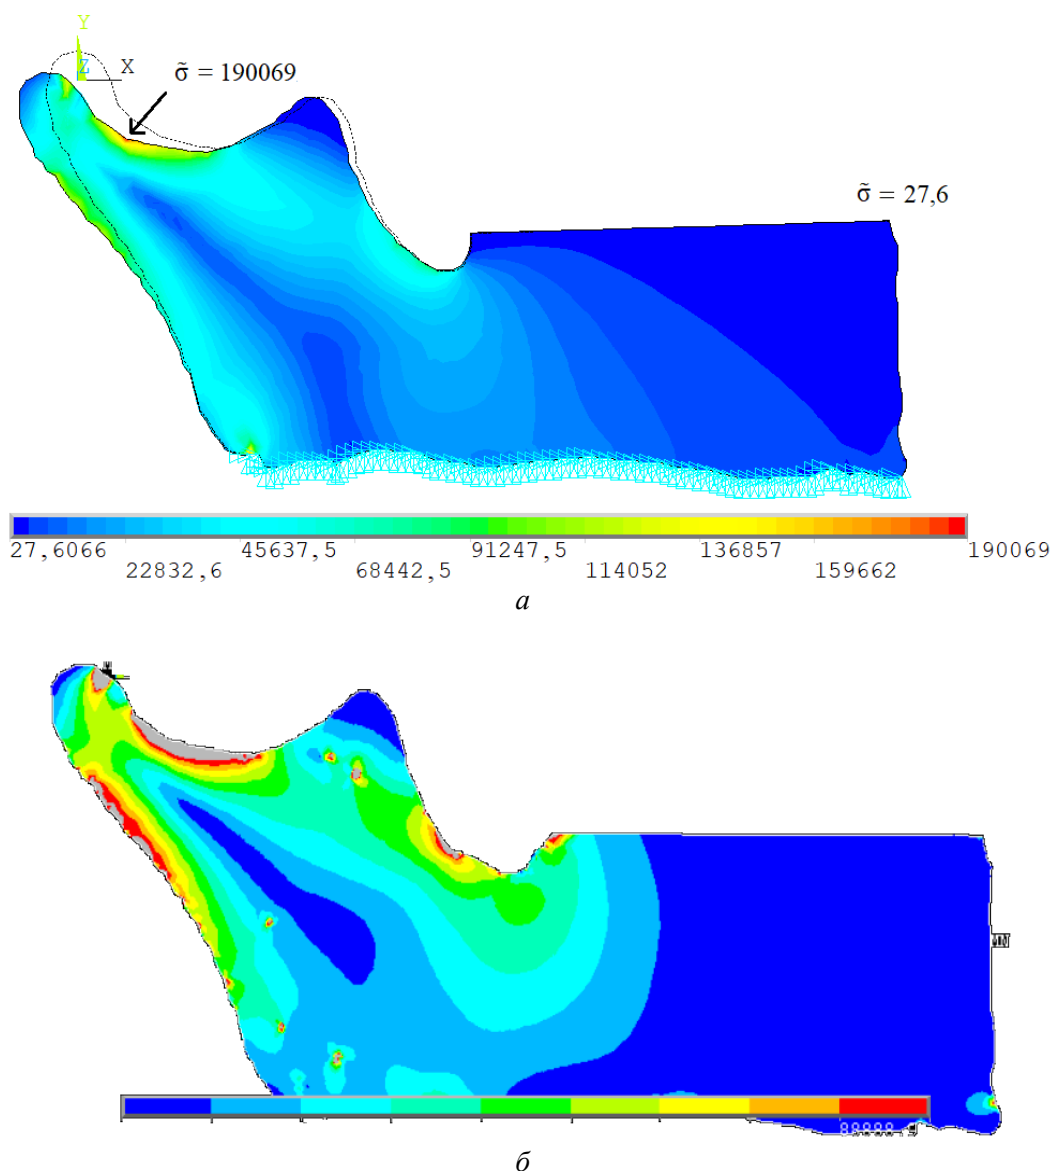 Y
Z X
σ̃ = 190069
σ̃ = 27,6
27,6066 45637,5 91247,5 136857 190069
22832,6 68442,5 114052 159662
а
б